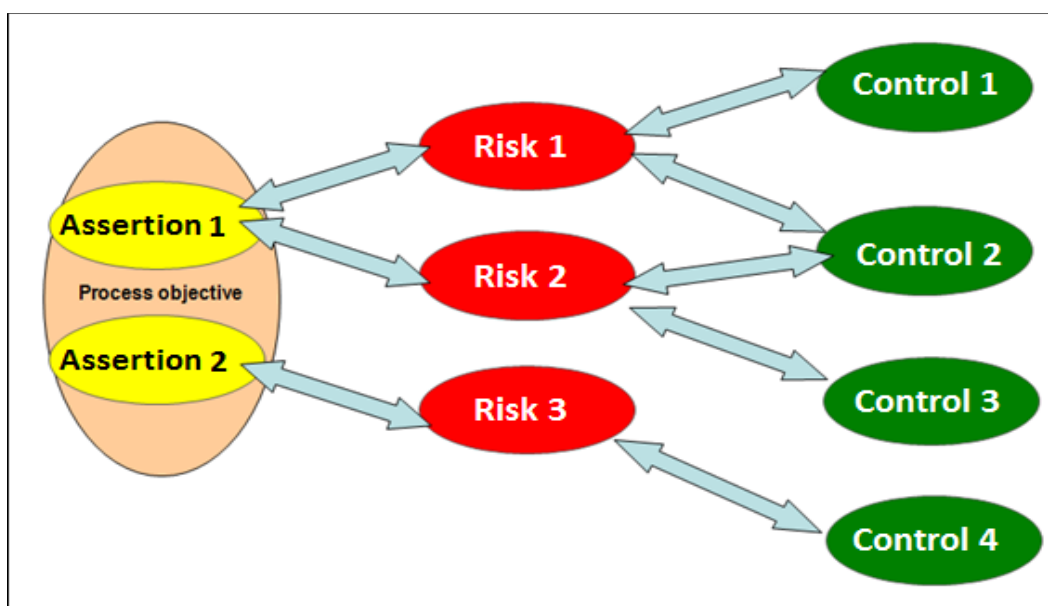 Control 1
Risk 1
Assertion 1
Control 2
Risk 2
Process objective
Assertion 2
Control 3
Risk 3
Control 4